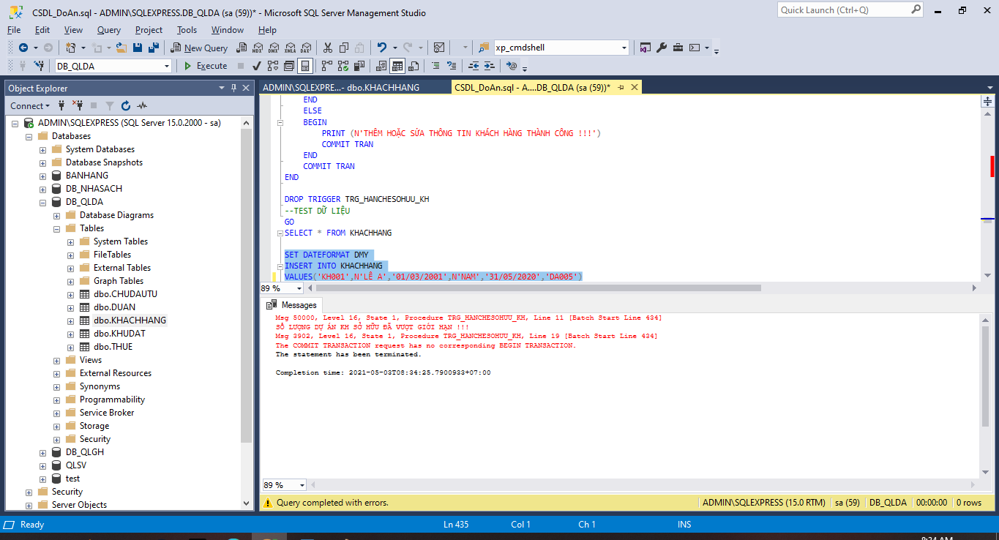 CSDL_DoAn.sql - ADMIN\SQLEXPRESS.DB_QLDA (sa (59))* - Microsoft SQL Server Management Studio
Quick Launch (Ctrl+Q)
File Edit View Query Project Tools Window Help
New Query MDX DMX XMLA DAX xp_cmdshell
DB_QLDA Execute
Object Explorer
Connect
ADMIN\SQLEXPRESS (SQL Server 15.0.2000 - sa)
Databases
System Databases
Database Snapshots
BANHANG
DB_NHASACH
DB_QLDA
Database Diagrams
Tables
System Tables
FileTables
External Tables
Graph Tables
dbo.CHUDAUTU
dbo.DUAN
dbo.KHACHHANG
dbo.KHUDAT
dbo.THUE
Views
External Resources
Synonyms
Programmability
Service Broker
Storage
Security
DB_QLGH
QLSV
test
Security
Server Objects
ADMIN\SQLEXPRE...- dbo.KHACHHANG
CSDL_DoAn.sql - A....DB_QLDA (sa (59))*
END
ELSE
BEGIN
PRINT (N'THÊM HOẶC SỬA THÔNG TIN KHÁCH HÀNG THÀNH CÔNG !!!')
COMMIT TRAN
END
COMMIT TRAN
END
DROP TRIGGER TRG_HANCHESOHUU_KH
--TEST DỮ LIỆU
GO
SELECT * FROM KHACHHANG
SET DATEFORMAT DMY
INSERT INTO KHACHHANG
VALUES('KH001',N'LÊ A','01/03/2001',N'NAM','31/05/2020','DA005')
89 %
Messages
Msg 50000, Level 16, State 1, Procedure TRG_HANCHESOHUU_KH, Line 11 [Batch Start Line 434]
SỐ LƯỢNG DỰ ÁN KH SỞ HỮU ĐÃ VƯỢT GIỚI HẠN !!!
Msg 3902, Level 16, State 1, Procedure TRG_HANCHESOHUU_KH, Line 19 [Batch Start Line 434]
The COMMIT TRANSACTION request has no corresponding BEGIN TRANSACTION.
The statement has been terminated.
Completion time: 2021-05-03T08:34:25.7900933+07:00
89 %
Query completed with errors. ADMIN\SQLEXPRESS (15.0 RTM) sa (59) DB_QLDA 00:00:00 0 rows
Ready Ln 435 Col 1 Ch 1 INS